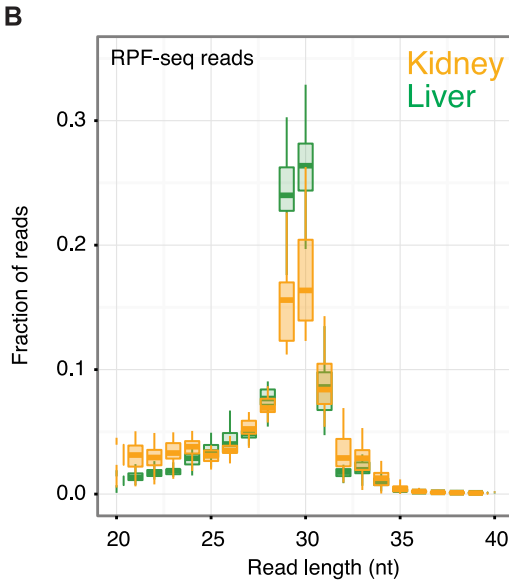 B
RPF-seq reads
Kidney
Liver
Fraction of reads
0.3
0.2
0.1
0.0
20 25 30 35 40
Read length (nt)